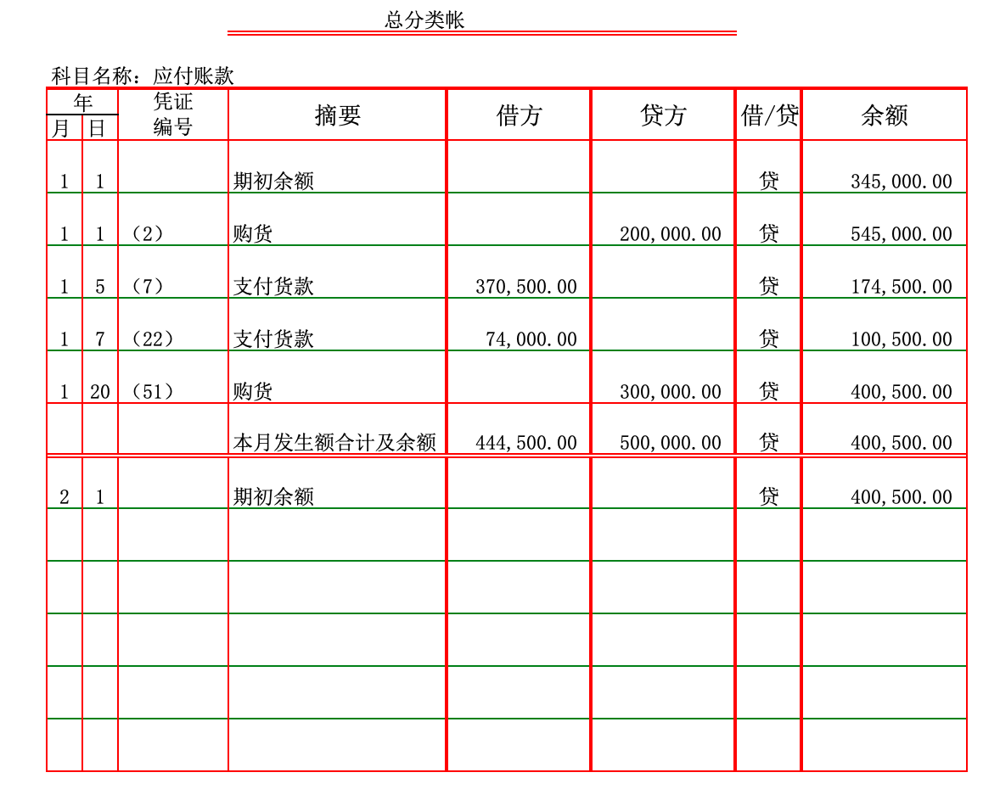 总分类帐
科目名称：应付账款
年 凭证编号 摘要 借方 贷方 借/贷 余额
月 日
1 1 期初余额 贷 345,000.00
1 1 （2） 购货 200,000.00 贷 545,000.00
1 5 （7） 支付货款 370,500.00 贷 174,500.00
1 7 （22） 支付货款 74,000.00 贷 100,500.00
1 20 （51） 购货 300,000.00 贷 400,500.00
本月发生额合计及余额 444,500.00 500,000.00 贷 400,500.00
2 1 期初余额 贷 400,500.00